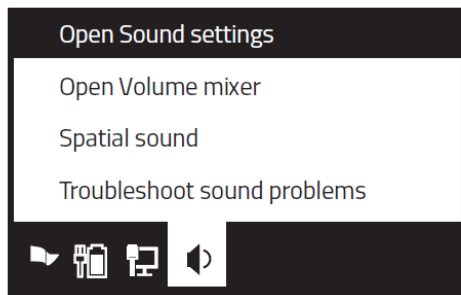 Open Sound settings
Open Volume mixer
Spatial sound
Troubleshoot sound problems